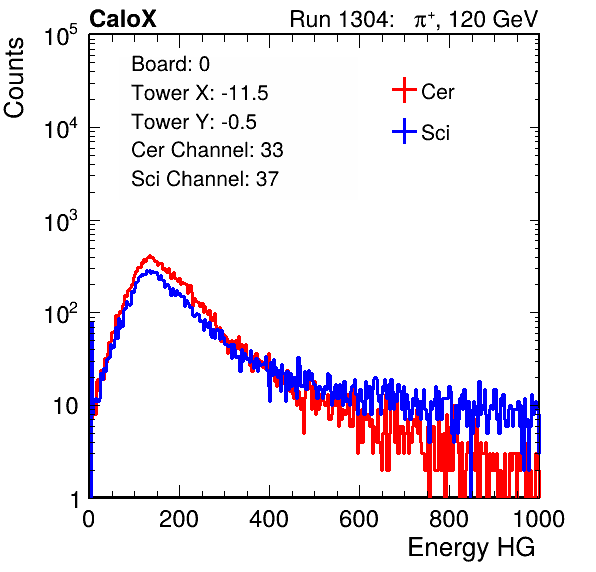 CaloX Run 1304: π⁺, 120 GeV
Counts
10⁵
10⁴
10³
10²
10
1
Board: 0
Tower X: -11.5
Tower Y: -0.5
Cer Channel: 33
Sci Channel: 37
Cer
Sci
0 200 400 600 800 1000
Energy HG